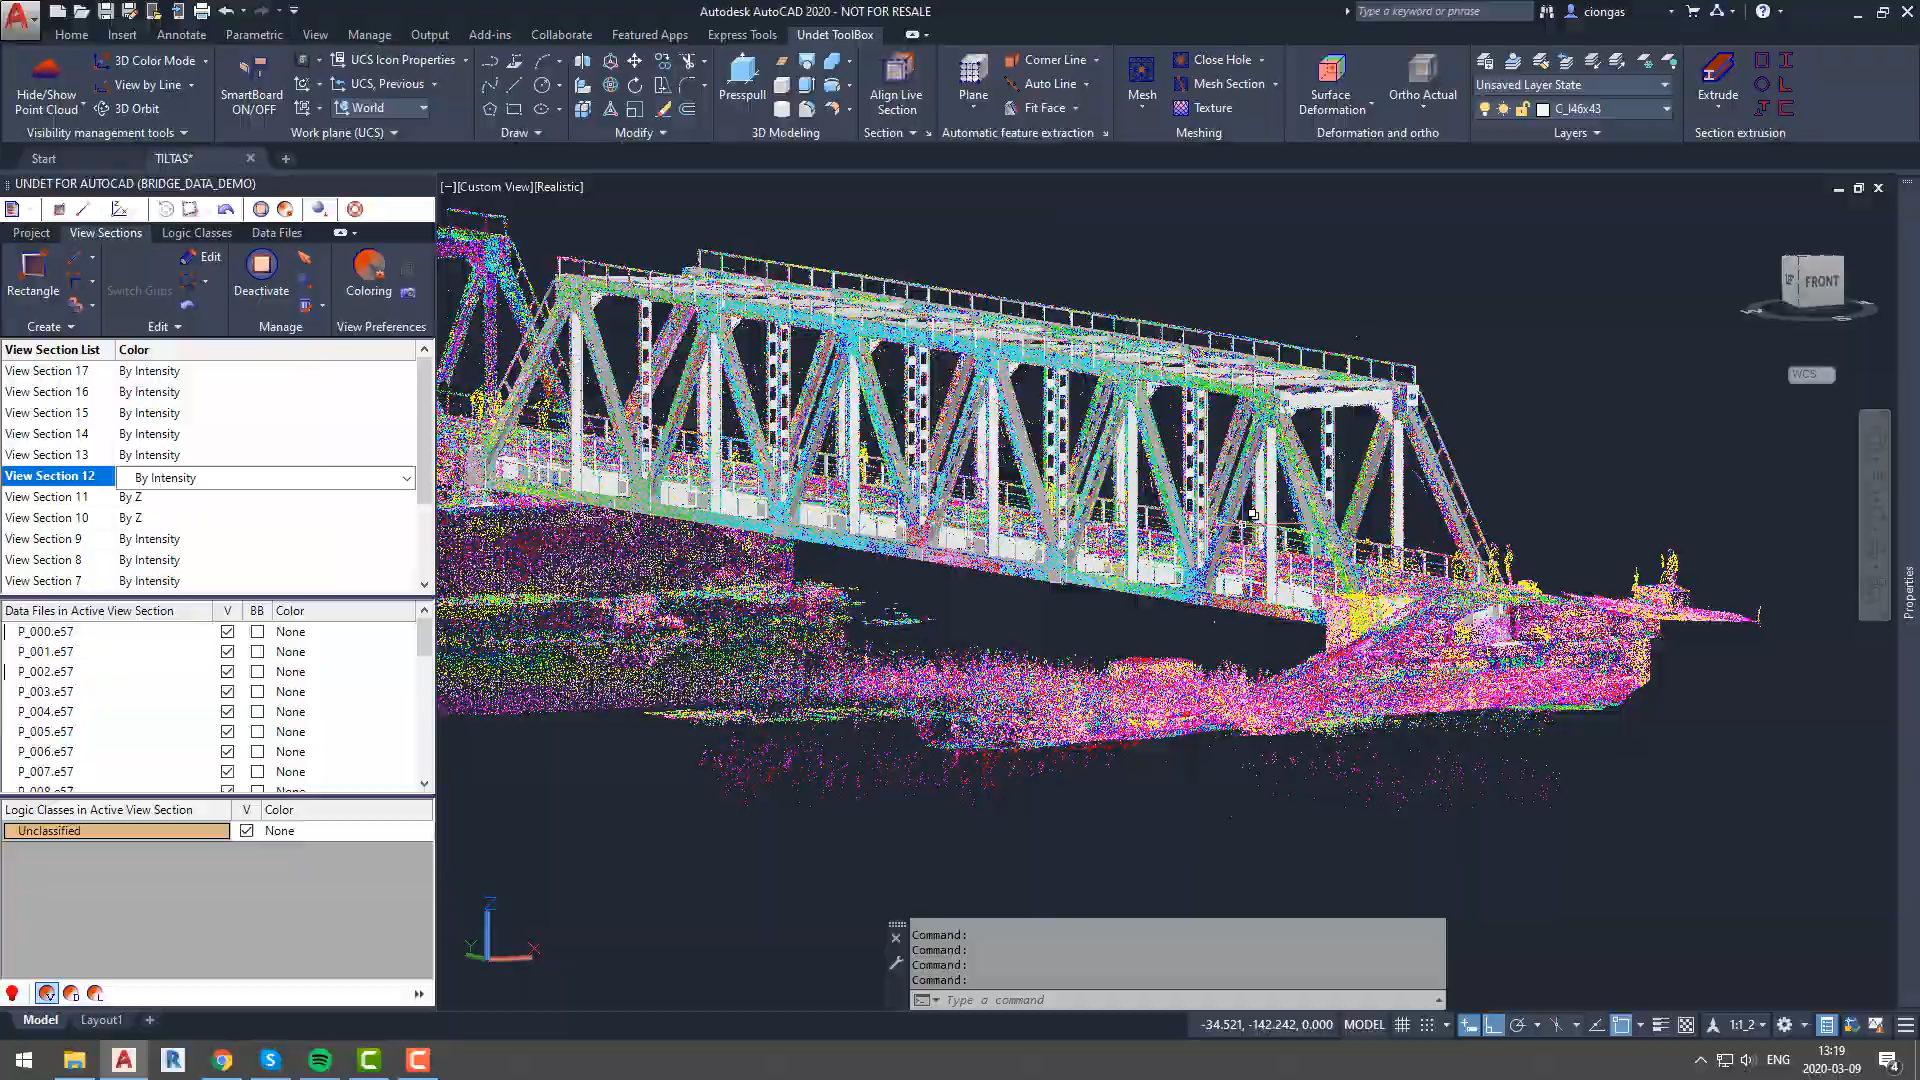 Autodesk AutoCAD 2020 - NOT FOR RESALE
Type a keyword or phrase
ciongas
Home
Insert
Annotate
Parametric
View
Manage
Output
Add-ins
Collaborate
Featured Apps
Express Tools
Undet ToolBox
Hide/Show
Point Cloud
3D Color Mode
View by Line
3D Orbit
Visibility management tools
SmartBoard
ON/OFF
UCS Icon Properties
UCS, Previous
World
Work plane (UCS)
Draw
Modify
Presspull
3D Modeling
Align Live
Section
Section
Plane
Corner Line
Auto Line
Fit Face
Automatic feature extraction
Mesh
Close Hole
Mesh Section
Texture
Meshing
Surface
Deformation
Ortho Actual
Deformation and ortho
Unsaved Layer State
C_I46x43
Layers
Extrude
Section extrusion
Start
TILTAS*
UNDET FOR AUTOCAD (BRIDGE_DATA_DEMO)
Project
View Sections
Logic Classes
Data Files
Rectangle
Create
Edit
Switch Grips
Edit
Deactivate
Manage
Coloring
View Preferences
View Section List Color
View Section 17 By Intensity
View Section 16 By Intensity
View Section 15 By Intensity
View Section 14 By Intensity
View Section 13 By Intensity
View Section 12 By Intensity
View Section 11 By Z
View Section 10 By Z
View Section 9 By Intensity
View Section 8 By Intensity
View Section 7 By Intensity
Data Files in Active View Section V BB Color
P_000.e57 None
P_001.e57 None
P_002.e57 None
P_003.e57 None
P_004.e57 None
P_005.e57 None
P_006.e57 None
P_007.e57 None
P_008.e57 None
Logic Classes in Active View Section V Color
Unclassified None
[−][Custom View][Realistic]
FRONT
WCS
Properties
Z
Y
X
Command:
Command:
Command:
Command:
Type a command
Model
Layout1
-34.521, -142.242, 0.000 MODEL
1:1_2
ENG
13:19
2020-03-09
4